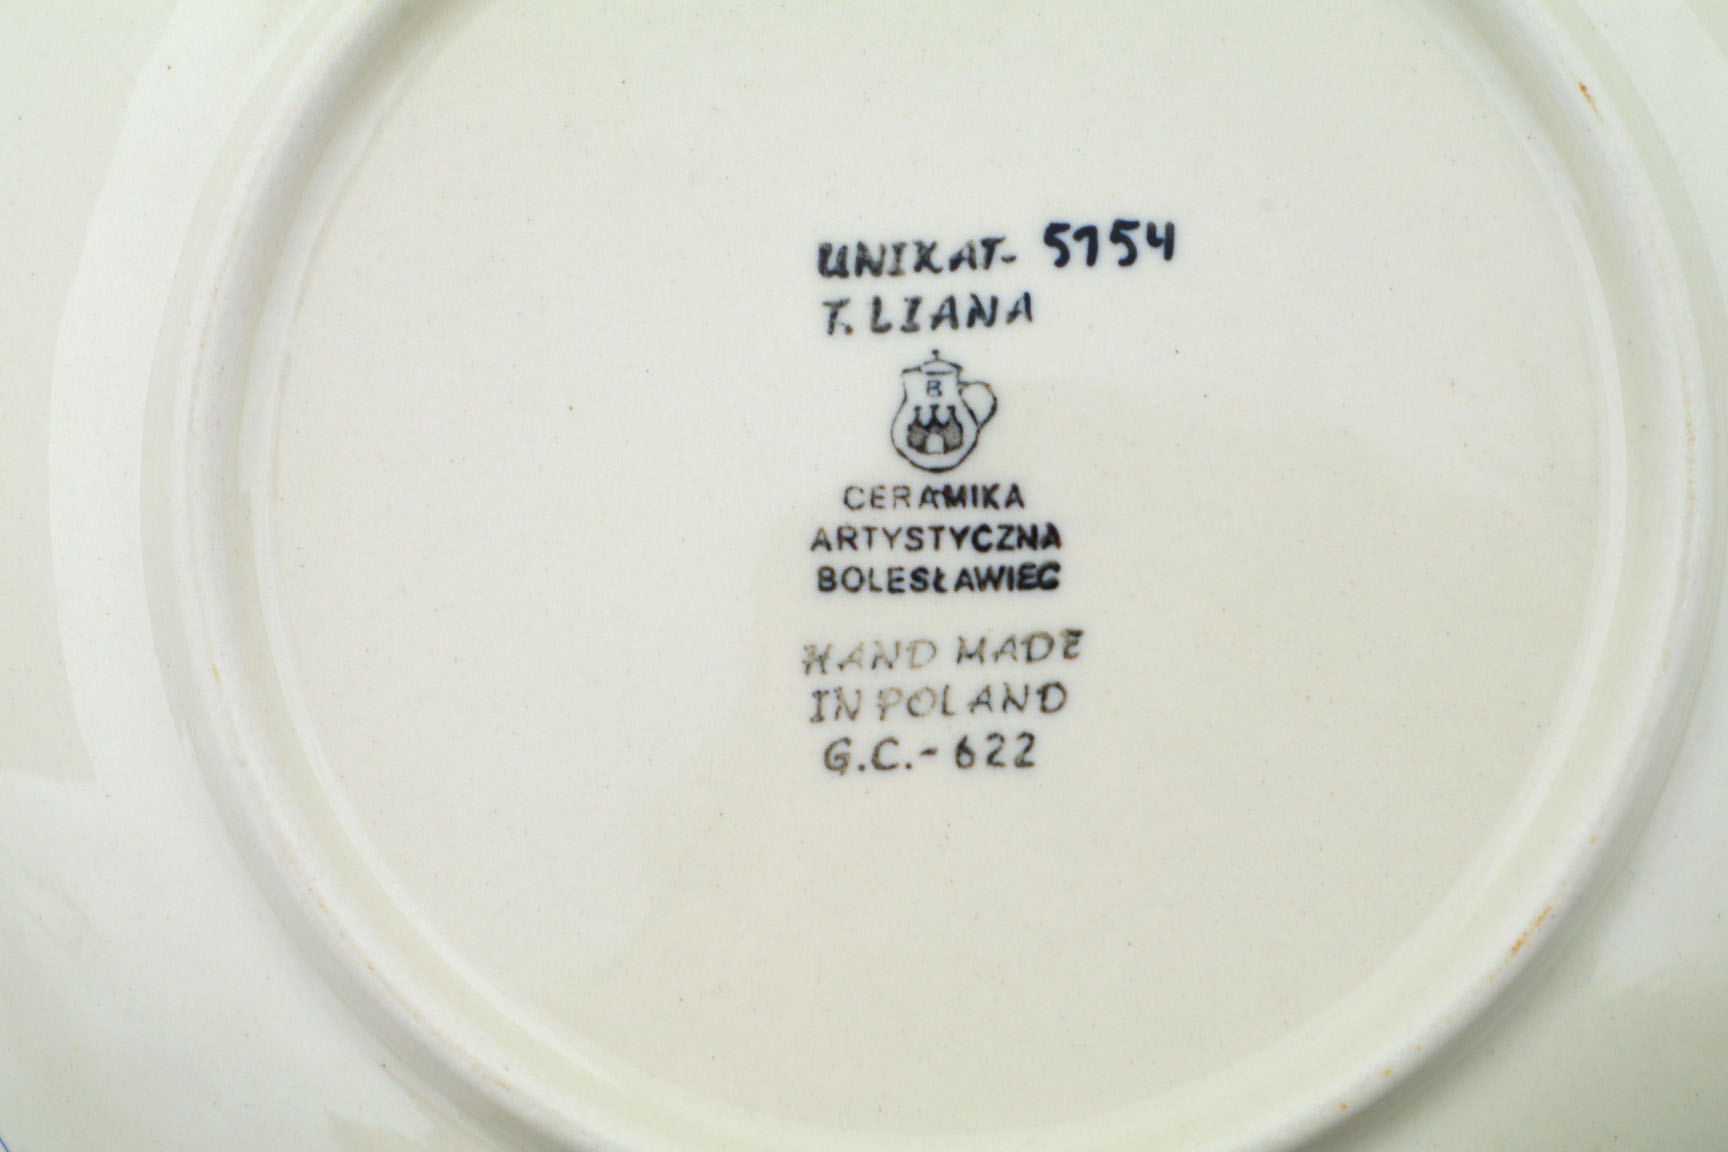 UNIKAT- 5154
T. LIANA
B
CERAMIKA
ARTYSTYCZNA
BOLESŁAWIEC
HAND MADE
IN POLAND
G.C.- 622